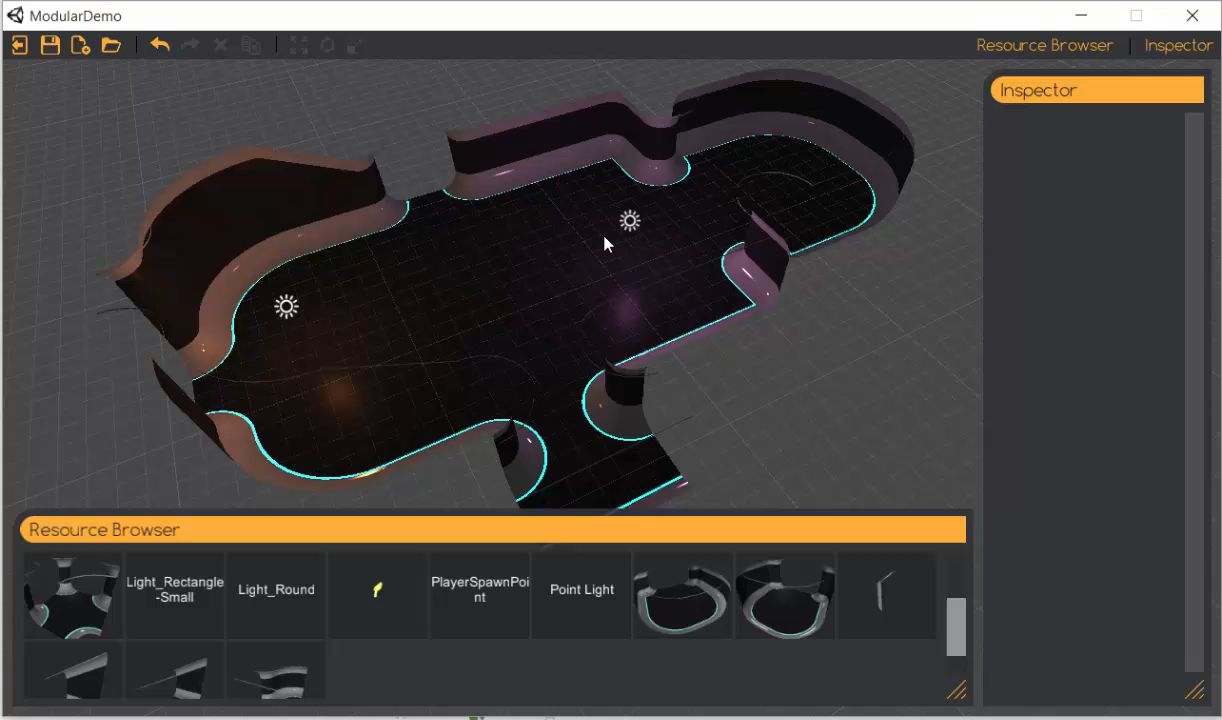 ModularDemo
Resource Browser
Inspector
Inspector
Resource Browser
Light_Rectangle
-Small
Light_Round
PlayerSpawnPoi
nt
Point Light